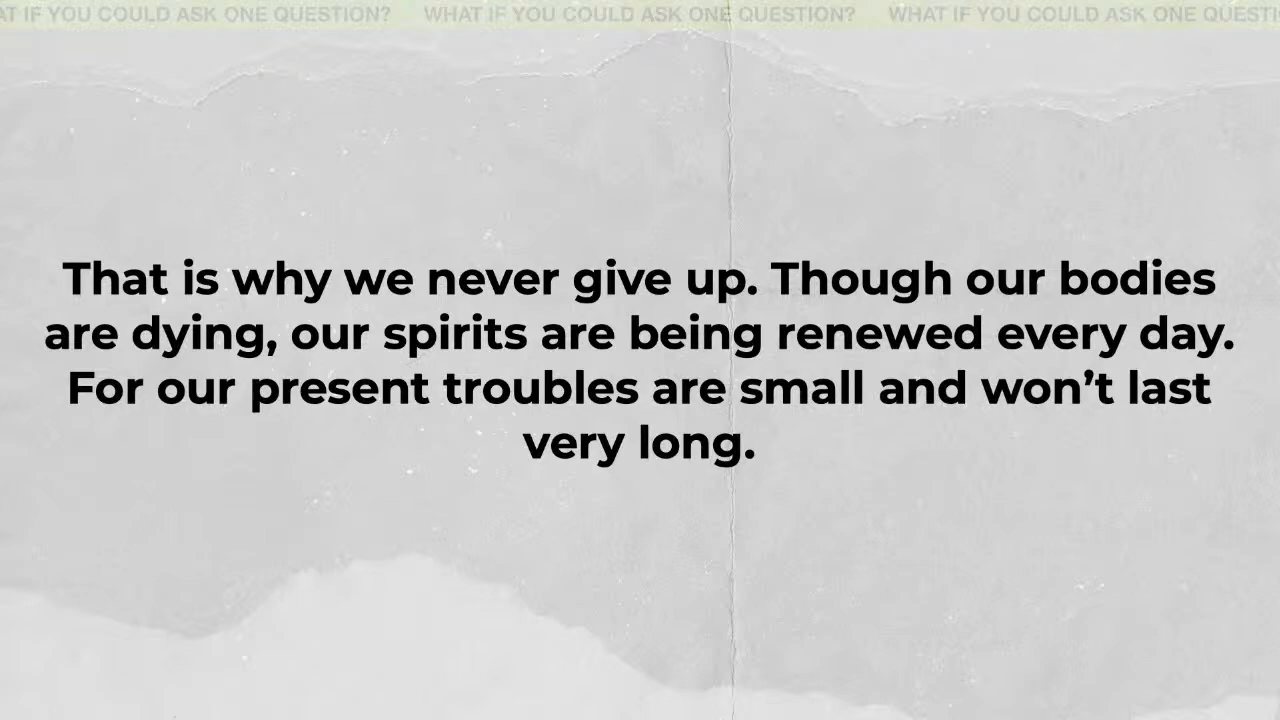 AT IF YOU COULD ASK ONE QUESTION? WHAT IF YOU COULD ASK ONE QUESTION? WHAT IF YOU COULD ASK ONE QUESTI
That is why we never give up. Though our bodies
are dying, our spirits are being renewed every day.
For our present troubles are small and won’t last
very long.